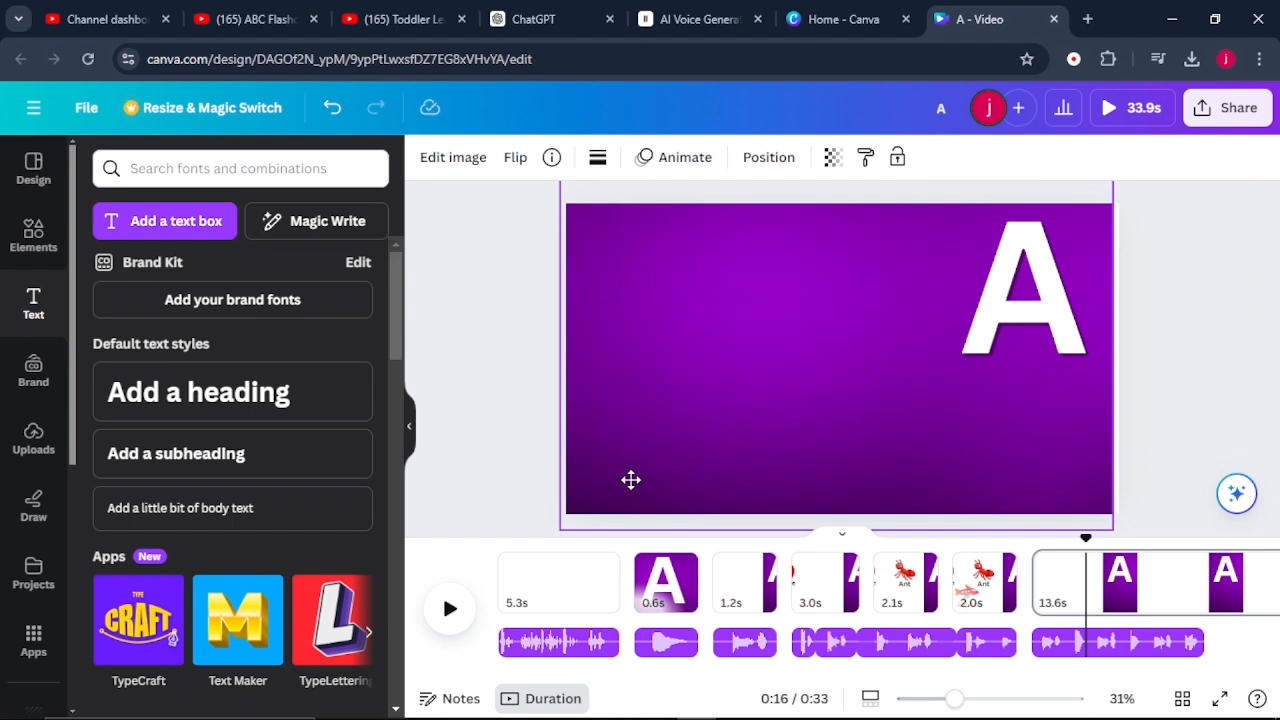 Channel dashbo
(165) ABC Flash
(165) Toddler Le
ChatGPT
AI Voice Genera
Home - Canva
A - Video
canva.com/design/DAGOf2N_ypM/9ypPtLwxsfDZ7EG8xVHvYA/edit
j
File
Resize & Magic Switch
A
j
33.9s
Share
Design
Elements
Text
Brand
Uploads
Draw
Projects
Apps
Search fonts and combinations
Add a text box
Magic Write
Brand Kit
Edit
Add your brand fonts
Default text styles
Add a heading
Add a subheading
Add a little bit of body text
Apps New
TYPE
CRAFT
M
L
TypeCraft
Text Maker
TypeLettering
Edit image
Flip
Animate
Position
A
5.3s
A
0.6s
1.2s
3.0s
Ant
2.1s
Ant
2.0s
A
A
13.6s
Notes
Duration
0:16 / 0:33
31%